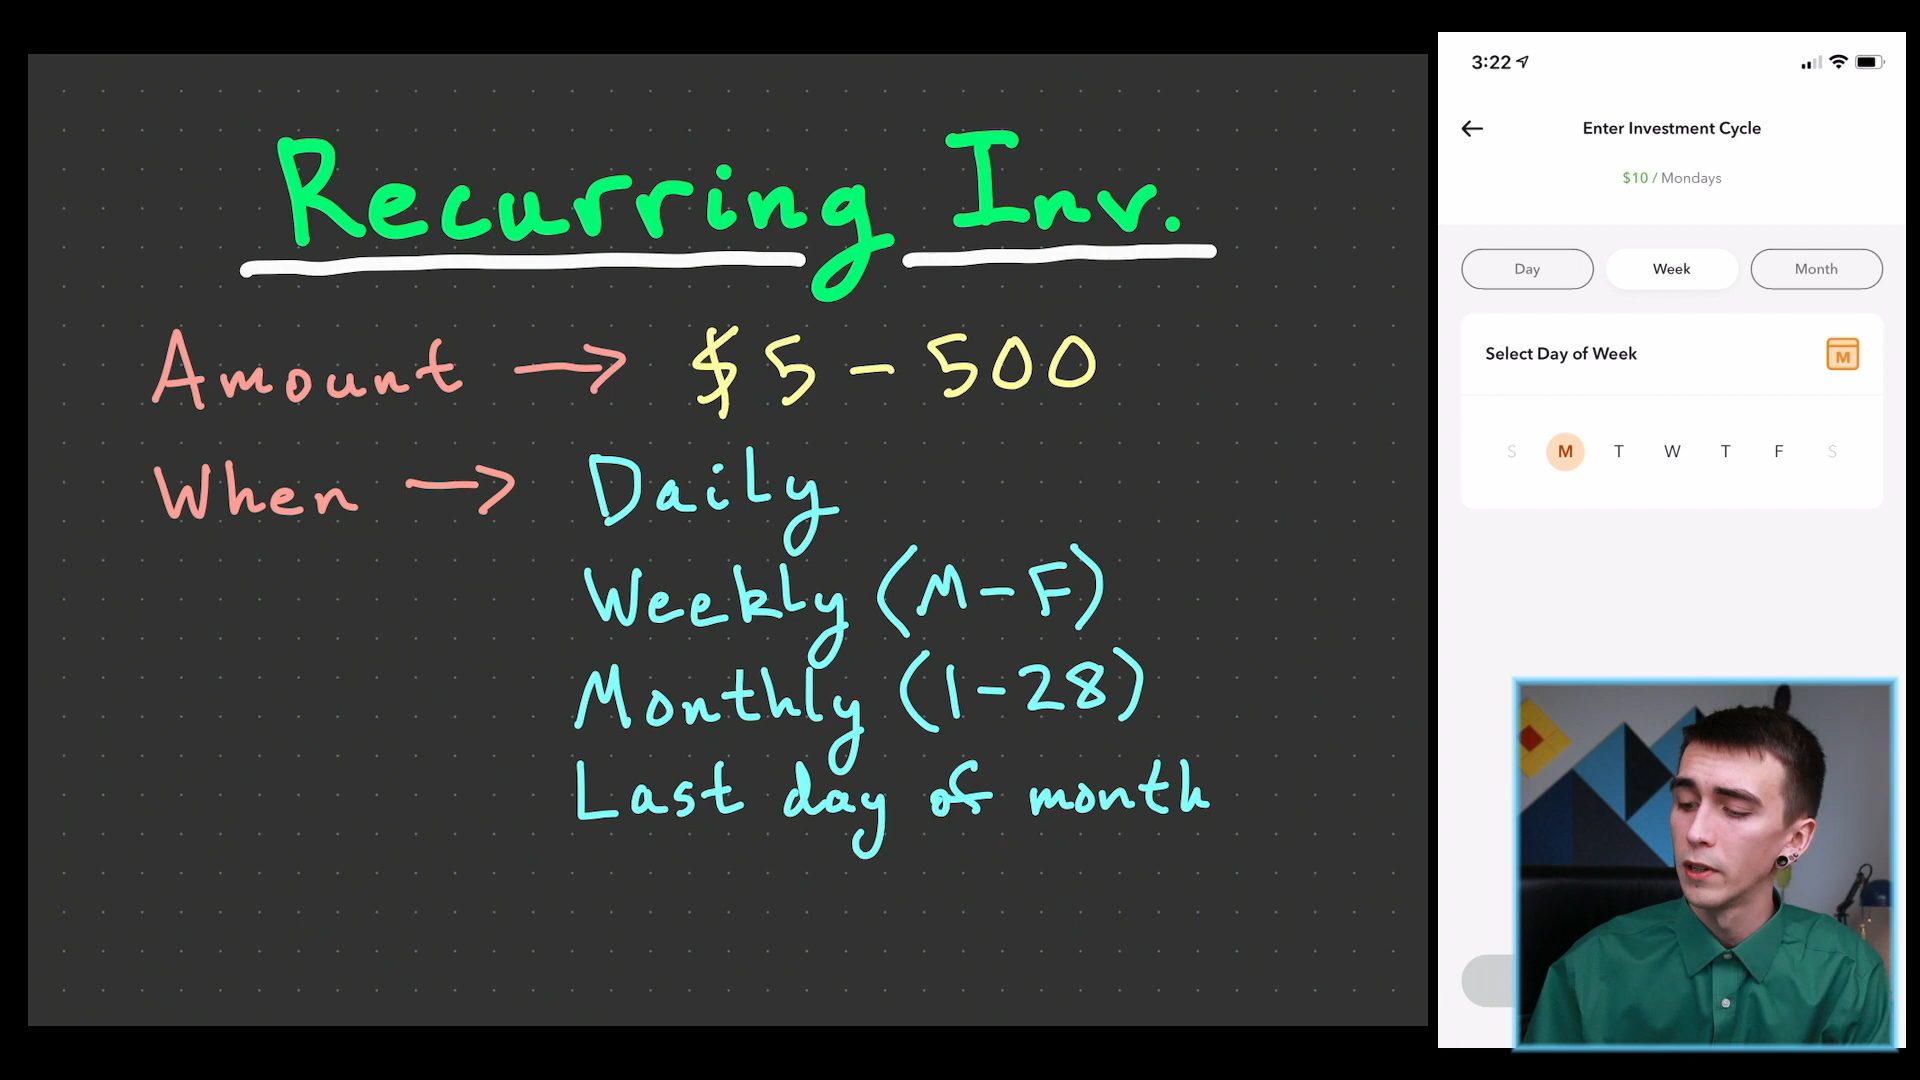 Recurring Inv.
Amount → $5 - 500
When → Daily
Weekly (M-F)
Monthly (1-28)
Last day of month
3:22
Enter Investment Cycle
$10 / Mondays
Day Week Month
Select Day of Week M
S M T W T F S